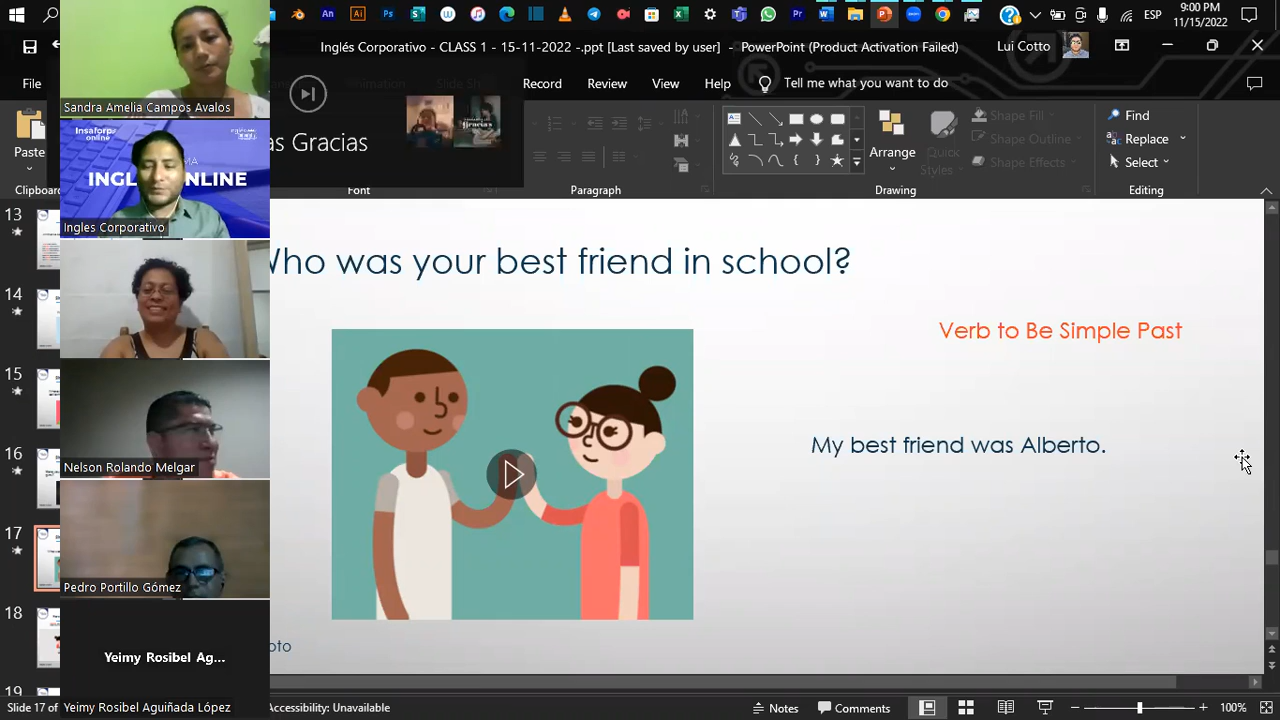 9:00 PM
ESP
11/15/2022
Inglés Corporativo - CLASS 1 - 15-11-2022 -.ppt [Last saved by user] - PowerPoint (Product Activation Failed)
Lui Cotto
File
Record
Review
View
Help
Tell me what you want to do
Paste
as Gracias
Arrange
Quick
Styles
Shape Fill
Shape Outline
Shape Effects
Find
Replace
Select
Clipboard
Font
Paragraph
Drawing
Editing
Sandra Amelia Campos Avalos
Insaforp
online
INGL
NLINE
Ingles Corporativo
Nelson Rolando Melgar
Pedro Portillo Gómez
Yeimy Rosibel Ag...
Yeimy Rosibel Aguiñada López
13
14
15
16
17
18
19
Who was your best friend in school?
Verb to Be Simple Past
My best friend was Alberto.
oto
Slide 17 of
Accessibility: Unavailable
Notes
Comments
100%